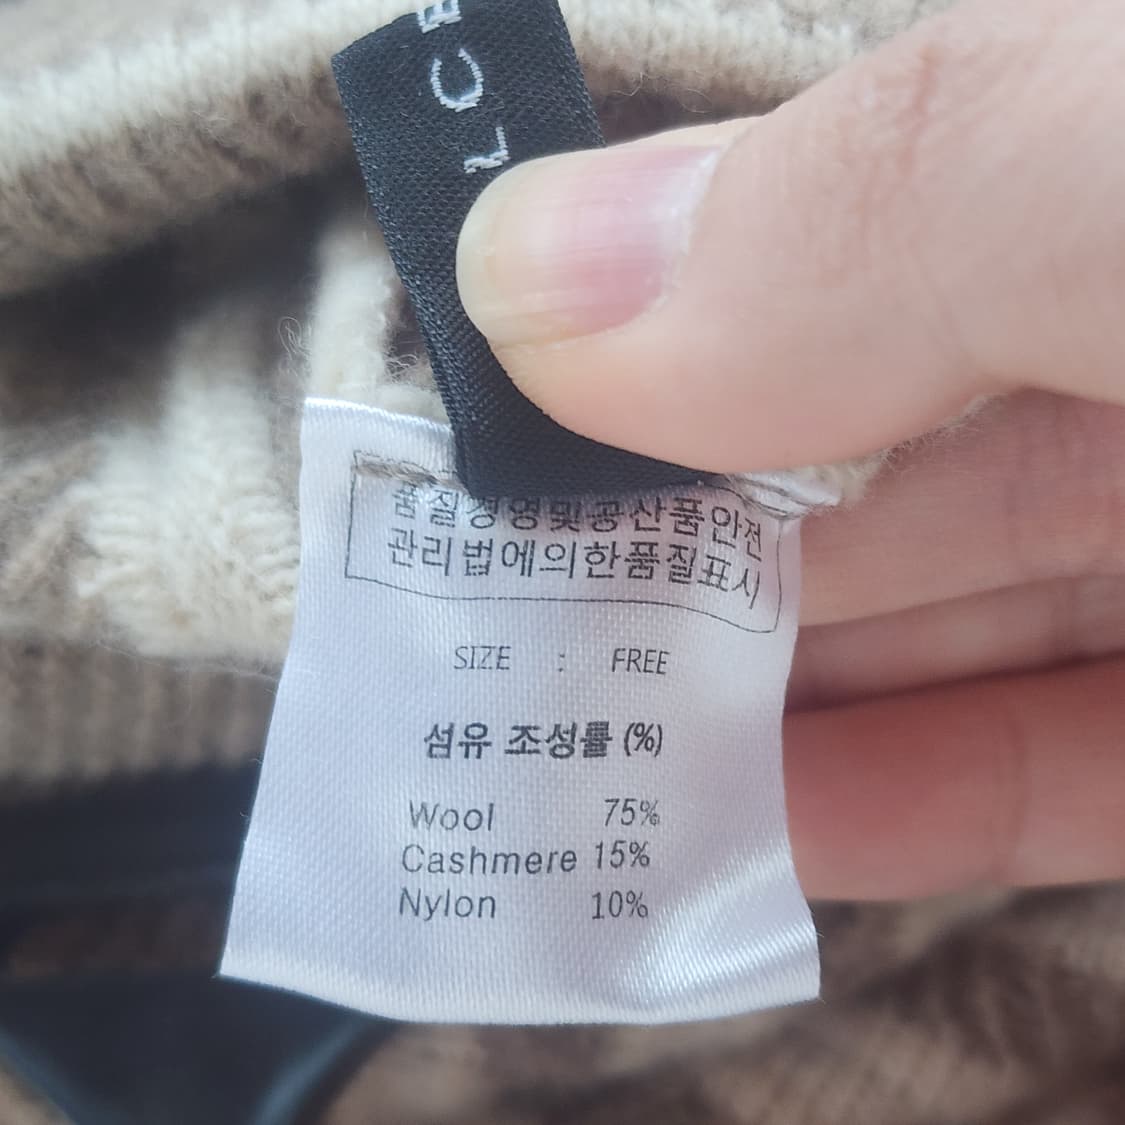 LCE
품질경영및공산품안전
관리법에의한품질표시
SIZE : FREE
섬유 조성률 (%)
Wool 75%
Cashmere 15%
Nylon 10%